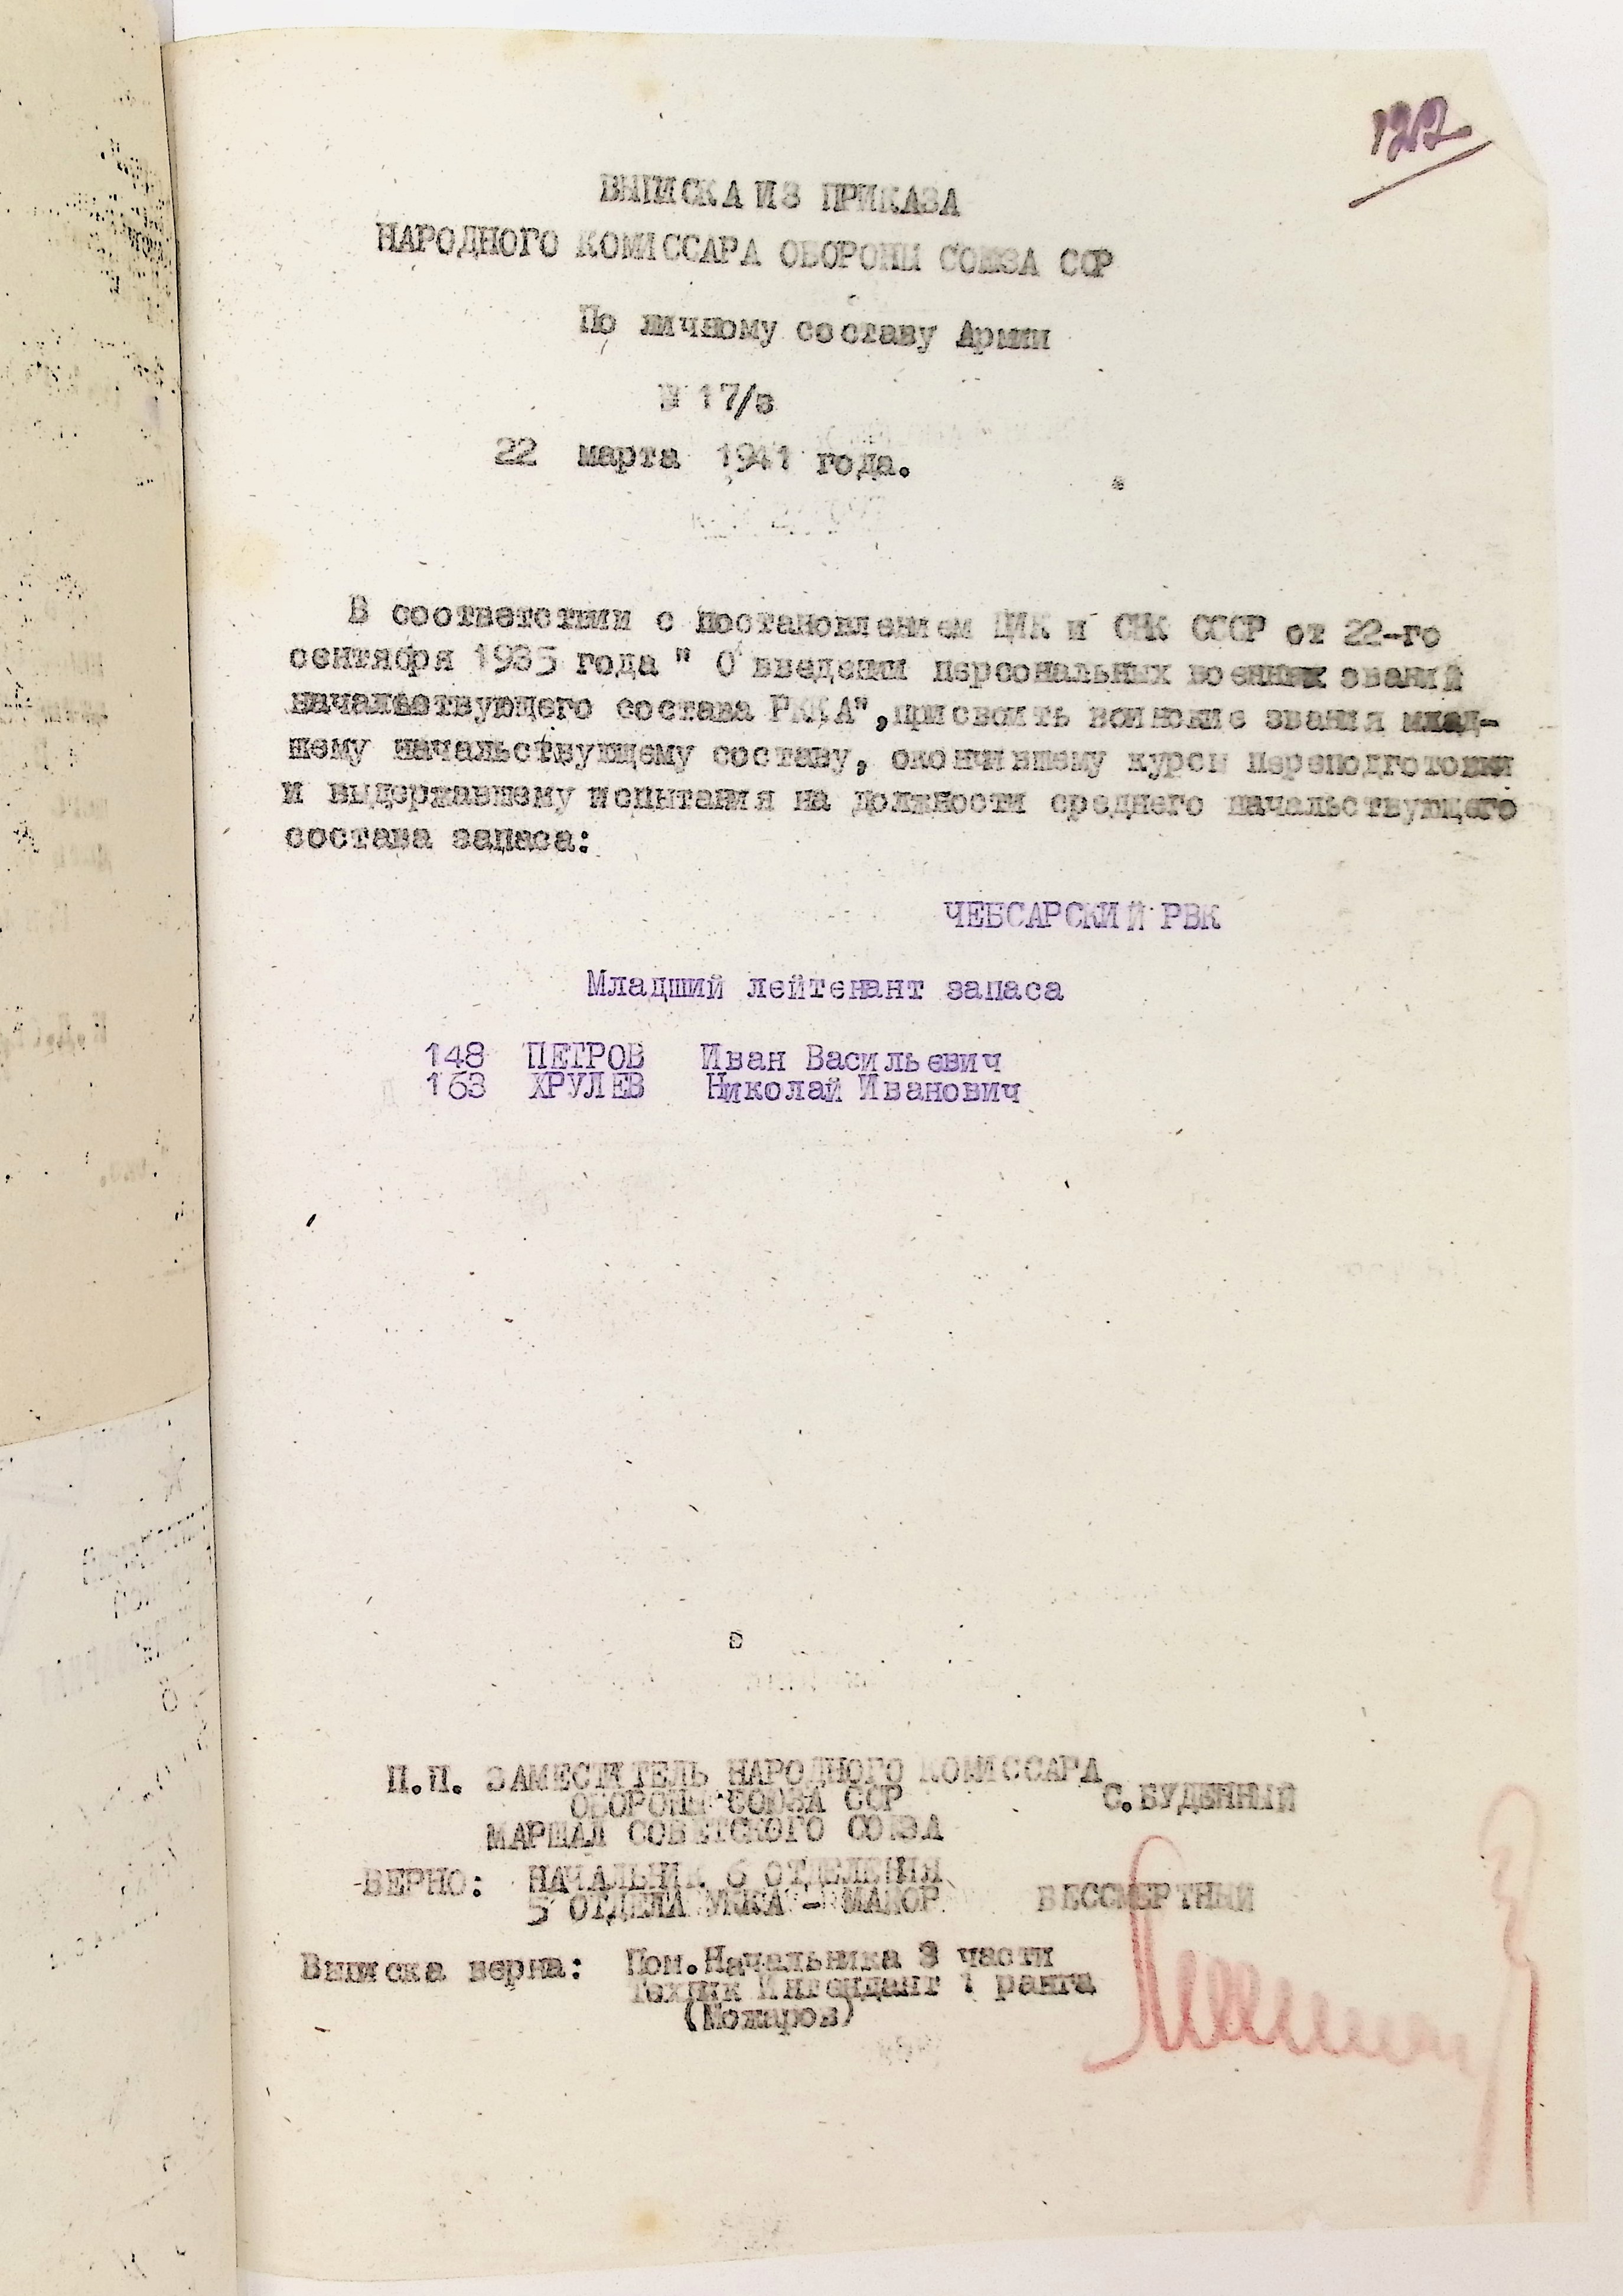 ВЫПИСКА ИЗ ПРИКАЗА
НАРОДНОГО КОМИССАРА ОБОРОНЫ СОЮЗА ССР
По личному составу Армии
№ 17/з
22 марта 1941 года.
В соответствии с постановлением ЦИК и СНК СССР от 22-го
сентября 1935 года " О введении персональных военных званий
начальствующего состава РККА", присвоить воинские звания млад-
шему начальствующему составу, окончившему курсы переподготовки
и выдержавшему испытания на должности среднего начальствующего
состава запаса:
ЧЕБСАРСКИЙ РВК
Младший лейтенант запаса
148 ПЕТРОВ Иван Васильевич
163 ХРУЛЕВ Николай Иванович
П.П. ЗАМЕСТИТЕЛЬ НАРОДНОГО КОМИССАРА
ОБОРОНЫ СОЮЗА ССР С.БУДЕННЫЙ
МАРШАЛ СОВЕТСКОГО СОЮЗА
ВЕРНО: НАЧАЛЬНИК 6 ОТДЕЛЕНИЯ
5 ОТДЕЛА УККА - МАЙОР БЕССМЕРТНЫЙ
Выписка верна: Пом.Начальника 3 части
Техник Интендант 1 ранга